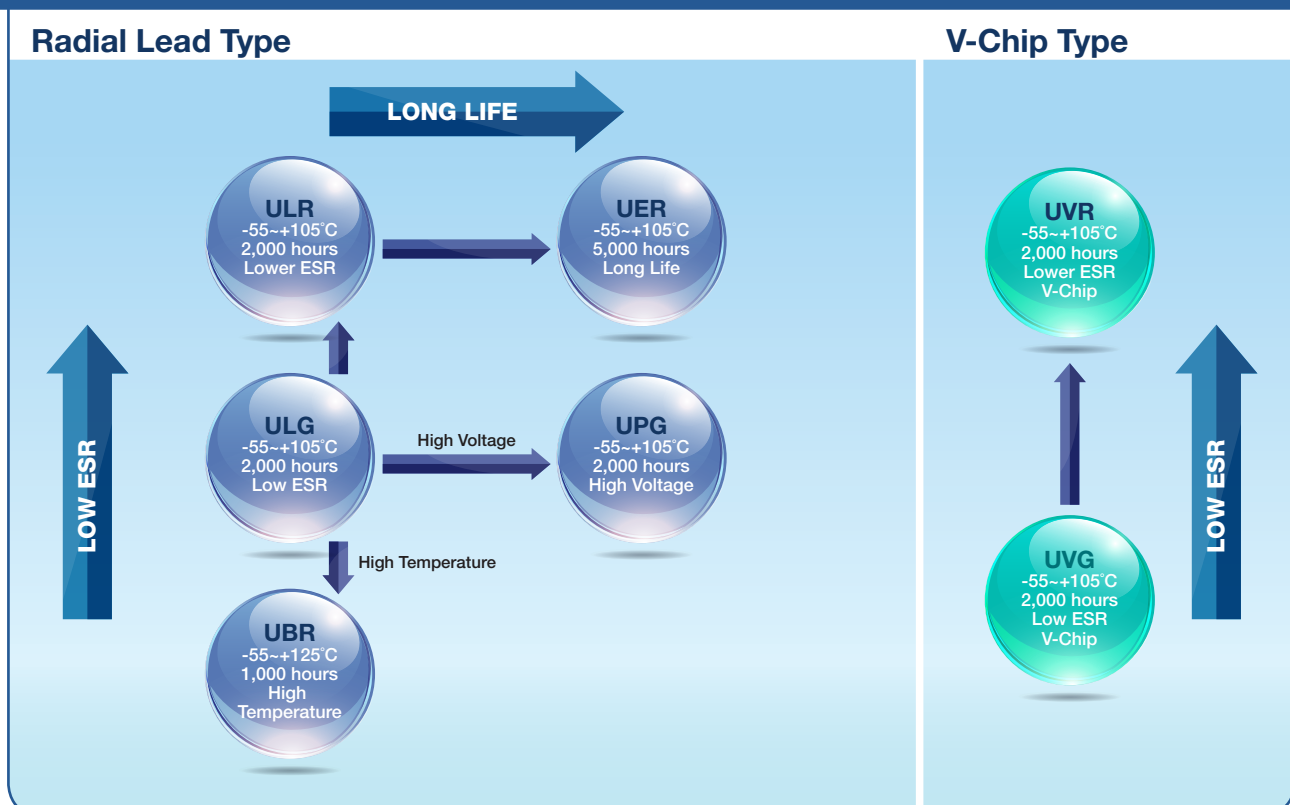 Radial Lead Type
LONG LIFE
ULR
-55~+105°C
2,000 hours
Lower ESR
UER
-55~+105°C
5,000 hours
Long Life
LOW ESR
ULG
-55~+105°C
2,000 hours
Low ESR
High Voltage
UPG
-55~+105°C
2,000 hours
High Voltage
High Temperature
UBR
-55~+125°C
1,000 hours
High
Temperature
V-Chip Type
UVR
-55~+105°C
2,000 hours
Lower ESR
V-Chip
LOW ESR
UVG
-55~+105°C
2,000 hours
Low ESR
V-Chip